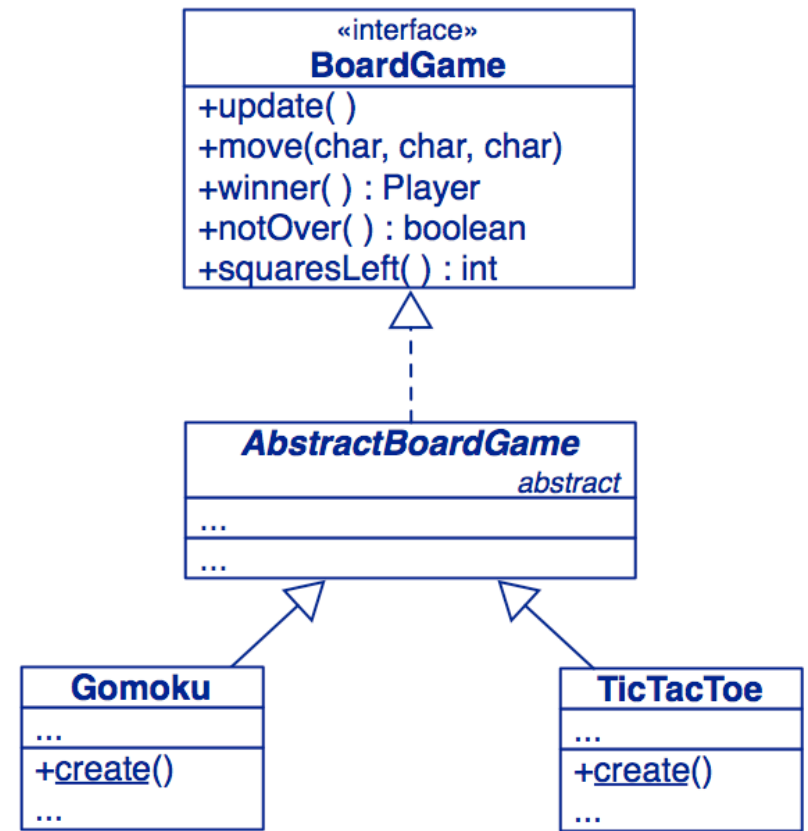 «interface»
BoardGame
+update( )
+move(char, char, char)
+winner( ) : Player
+notOver( ) : boolean
+squaresLeft( ) : int
AbstractBoardGame
abstract
...
...
Gomoku
...
+create()
...
TicTacToe
...
+create()
...